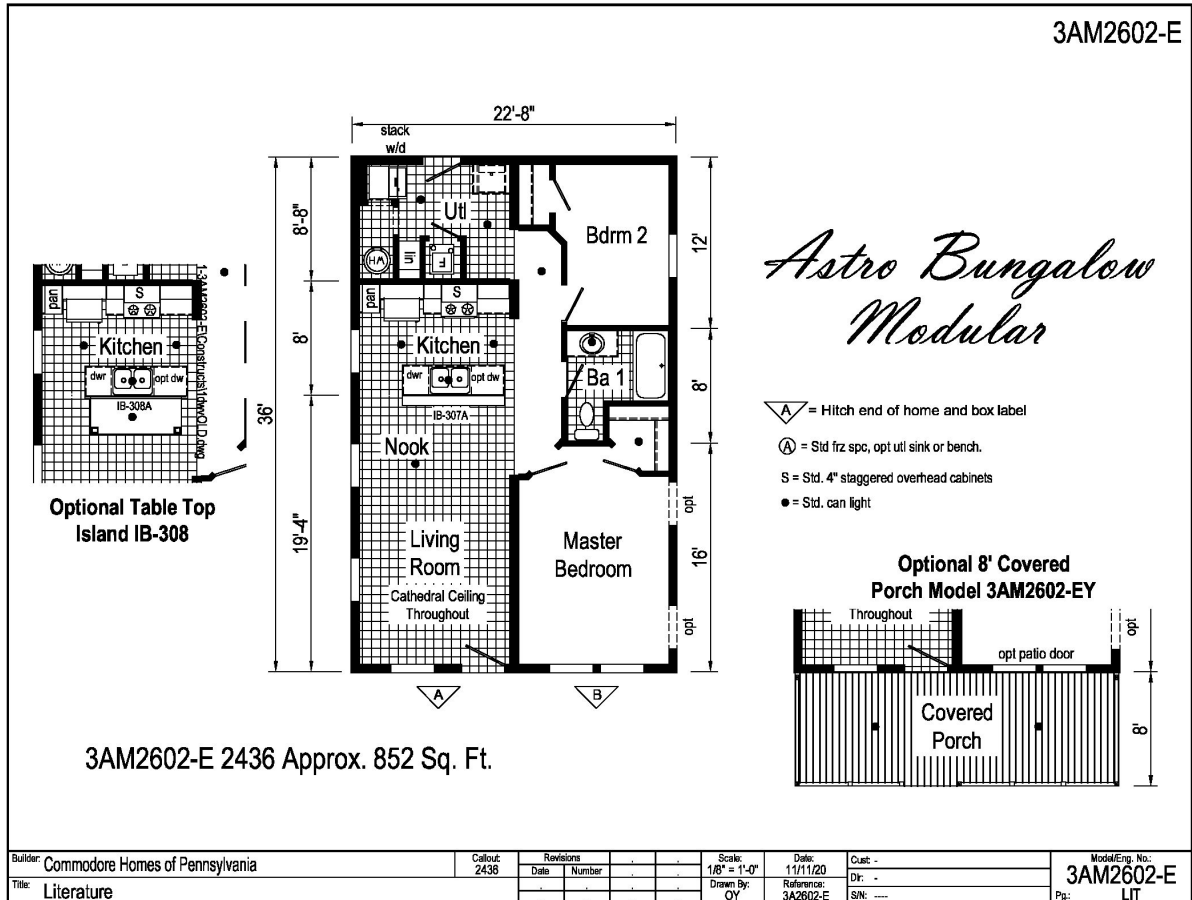 3AM2602-E
22'-8"
stack
w/d
8'-8"
8'
36'
19'-4"
12'
8'
16'
Utl
WH
lin
F
Bdrm 2
pan
S
Kitchen
dwr
opt dw
IB-307A
Ba 1
Nook
Living
Room
Cathedral Ceiling
Throughout
Master
Bedroom
opt
opt
A
B
WH
pan
S
Kitchen
dwr
opt dw
IB-308A
Optional Table Top
Island IB-308
Astro Bungalow
Modular
A = Hitch end of home and box label
A = Std frz spc, opt utl sink or bench.
S = Std. 4" staggered overhead cabinets
● = Std. can light
Optional 8' Covered
Porch Model 3AM2602-EY
Throughout
opt patio door
opt
Covered
Porch
8'
3AM2602-E 2436 Approx. 852 Sq. Ft.
Builder: Commodore Homes of Pennsylvania
Title: Literature
Callout:
2436
Revisions
Date Number
Scale:
1/8" = 1'-0"
Drawn By:
OY
Date:
11/11/20
Reference:
3A2602-E
Cust: -
Dir: -
S/N: ----
Model/Eng. No.:
3AM2602-E
Pg.: LIT